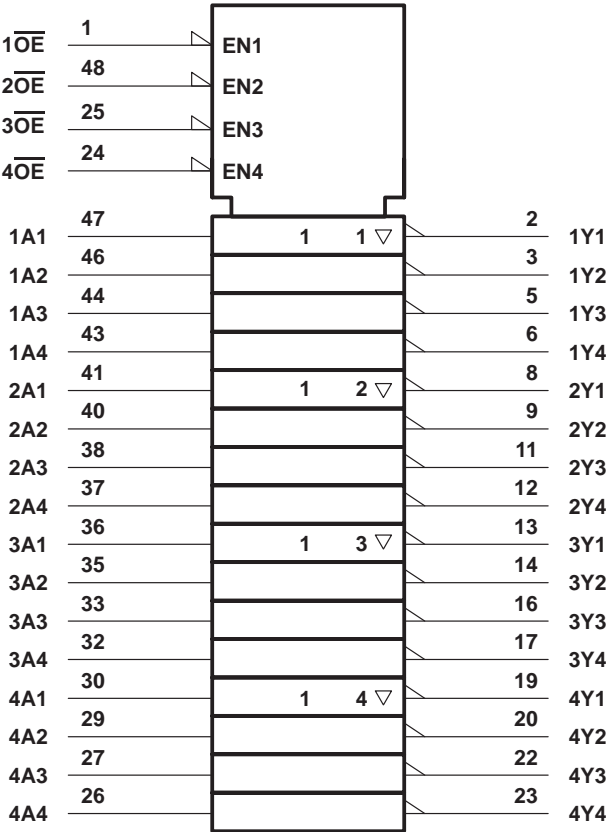 1O̅E̅ 1 EN1
2O̅E̅ 48 EN2
3O̅E̅ 25 EN3
4O̅E̅ 24 EN4
1A1 47 1 1 ▽ 2 1Y1
1A2 46 3 1Y2
1A3 44 5 1Y3
1A4 43 6 1Y4
2A1 41 1 2 ▽ 8 2Y1
2A2 40 9 2Y2
2A3 38 11 2Y3
2A4 37 12 2Y4
3A1 36 1 3 ▽ 13 3Y1
3A2 35 14 3Y2
3A3 33 16 3Y3
3A4 32 17 3Y4
4A1 30 1 4 ▽ 19 4Y1
4A2 29 20 4Y2
4A3 27 22 4Y3
4A4 26 23 4Y4